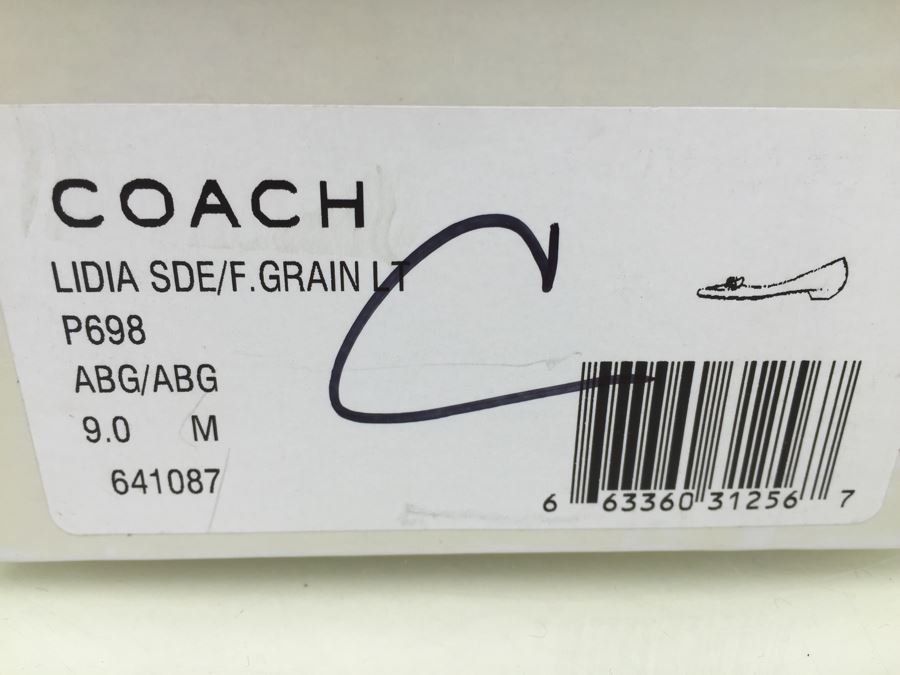 COACH
LIDIA SDE/F.GRAIN LT
P698
ABG/ABG
9.0 M
641087
C
6 63360 31256 7